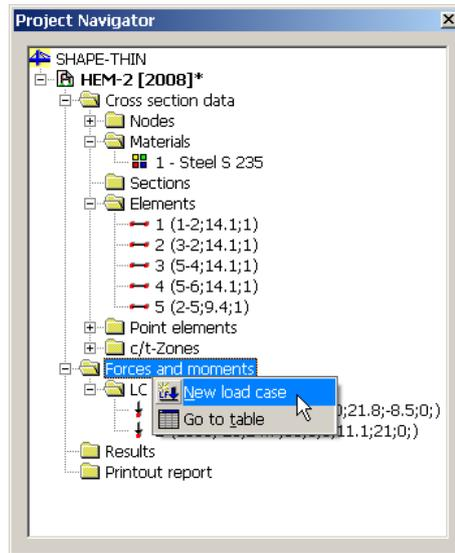 Project Navigator
SHAPE-THIN
HEM-2 [2008]*
Cross section data
Nodes
Materials
1 - Steel S 235
Sections
Elements
1 (1-2;14.1;1)
2 (3-2;14.1;1)
3 (5-4;14.1;1)
4 (5-6;14.1;1)
5 (2-5;9.4;1)
Point elements
c/t-Zones
Forces and moments
LC
New load case
;21.8;-8.5;0;)
Go to table
11.1;21;0;)
Results
Printout report